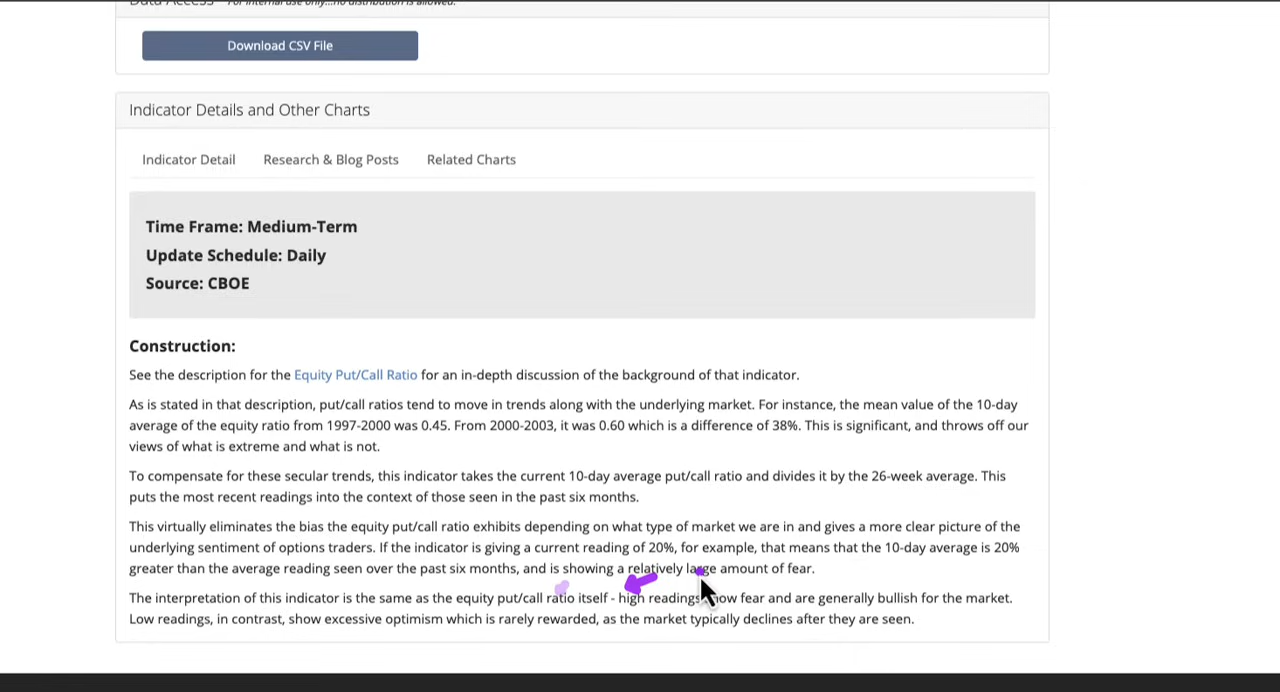 Data Access - For internal use only...no distribution is allowed.
Download CSV File
Indicator Details and Other Charts
Indicator Detail Research & Blog Posts Related Charts
Time Frame: Medium-Term
Update Schedule: Daily
Source: CBOE
Construction:
See the description for the Equity Put/Call Ratio for an in-depth discussion of the background of that indicator.
As is stated in that description, put/call ratios tend to move in trends along with the underlying market. For instance, the mean value of the 10-day
average of the equity ratio from 1997-2000 was 0.45. From 2000-2003, it was 0.60 which is a difference of 38%. This is significant, and throws off our
views of what is extreme and what is not.
To compensate for these secular trends, this indicator takes the current 10-day average put/call ratio and divides it by the 26-week average. This
puts the most recent readings into the context of those seen in the past six months.
This virtually eliminates the bias the equity put/call ratio exhibits depending on what type of market we are in and gives a more clear picture of the
underlying sentiment of options traders. If the indicator is giving a current reading of 20%, for example, that means that the 10-day average is 20%
greater than the average reading seen over the past six months, and is showing a relatively large amount of fear.
The interpretation of this indicator is the same as the equity put/call ratio itself - high readings show fear and are generally bullish for the market.
Low readings, in contrast, show excessive optimism which is rarely rewarded, as the market typically declines after they are seen.